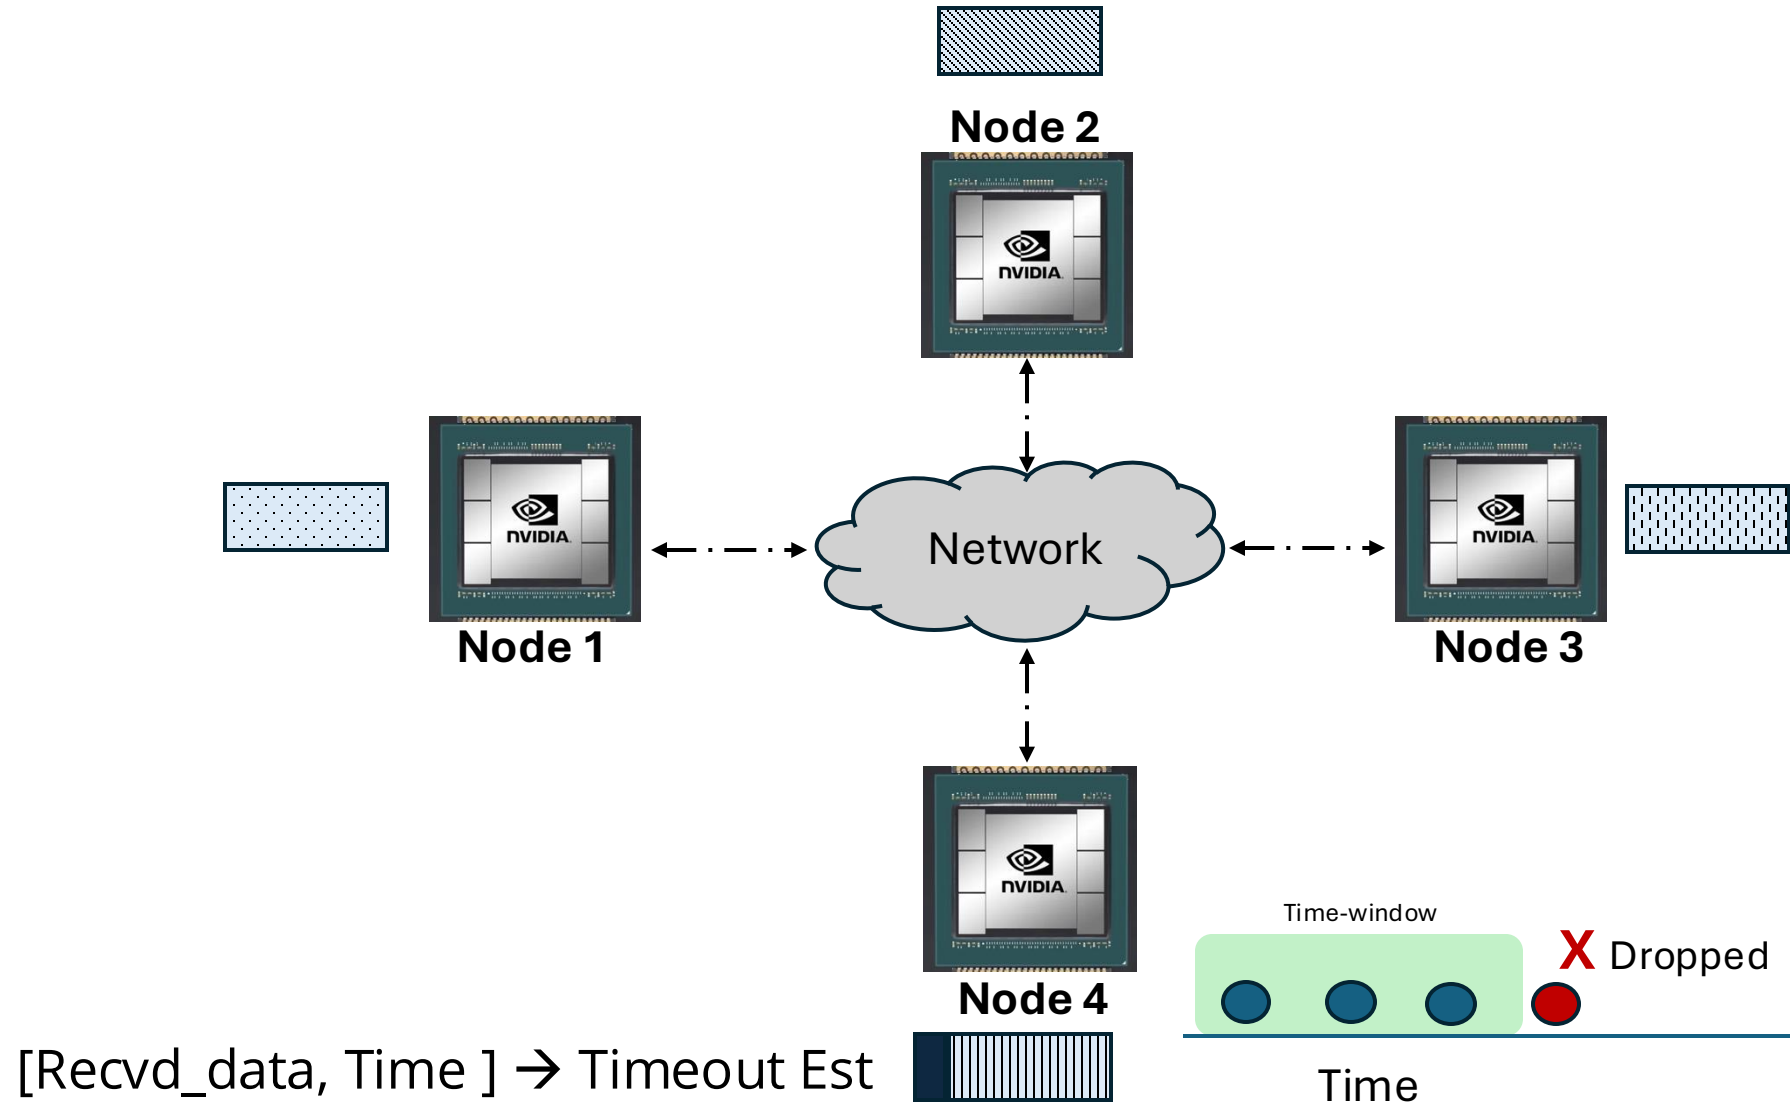 Node 2
NVIDIA.
NVIDIA.
Node 1
Network
NVIDIA.
Node 3
NVIDIA.
Node 4
Time-window
X Dropped
[Recvd_data, Time ] → Timeout Est
Time